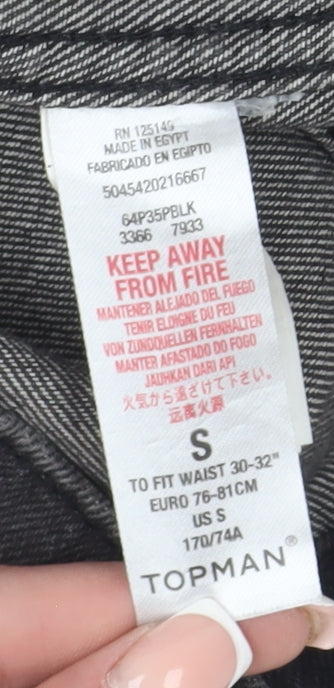 RN 125149
MADE IN EGYPT
FABRICADO EN EGIPTO
5045420216667
64P35PBLK
3366 7933
KEEP AWAY
FROM FIRE
MANTENER ALEJADO DEL FUEGO
TENIR ELOIGNE DU FEU
VON ZUNDQUELLEN FERNHALTEN
MANTER AFASTADO DO FOGO
JAUHKAN DARI API
火気から遠ざけて下さい。
远离火源
S
TO FIT WAIST 30-32"
EURO 76-81CM
US S
170/74A
TOPMAN®